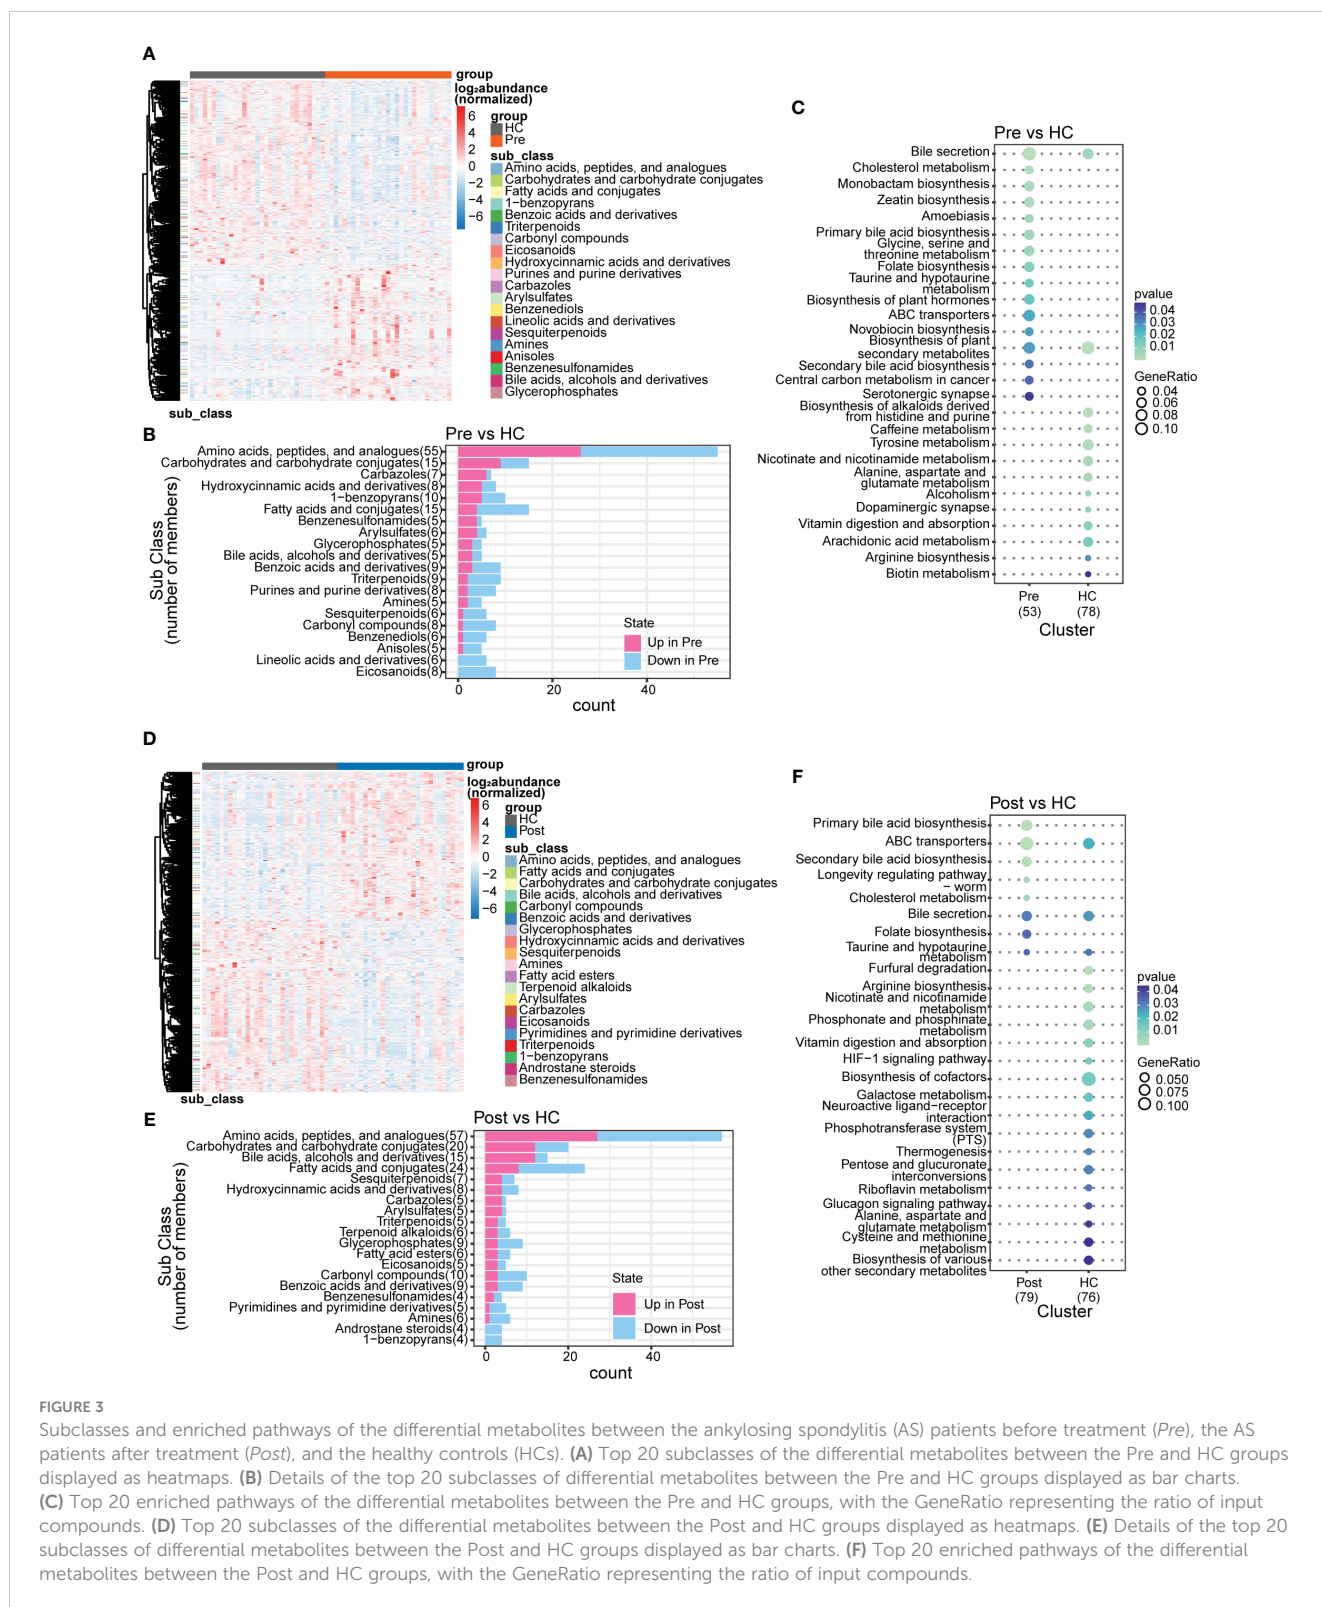 A
group
log₂abundance
(normalized)
6
4
2
0
−2
−4
−6
group
HC
Pre
sub_class
Amino acids, peptides, and analogues
Carbohydrates and carbohydrate conjugates
Fatty acids and conjugates
1−benzopyrans
Benzoic acids and derivatives
Triterpenoids
Carbonyl compounds
Eicosanoids
Hydroxycinnamic acids and derivatives
Purines and purine derivatives
Carbazoles
Arylsulfates
Benzenediols
Lineolic acids and derivatives
Sesquiterpenoids
Amines
Anisoles
Benzenesulfonamides
Bile acids, alcohols and derivatives
Glycerophosphates
sub_class
B
Pre vs HC
Sub Class
(number of members)
Amino acids, peptides, and analogues(55)
Carbohydrates and carbohydrate conjugates(15)
Carbazoles(7)
Hydroxycinnamic acids and derivatives(8)
1−benzopyrans(10)
Fatty acids and conjugates(15)
Benzenesulfonamides(5)
Arylsulfates(6)
Glycerophosphates(5)
Bile acids, alcohols and derivatives(5)
Benzoic acids and derivatives(9)
Triterpenoids(9)
Purines and purine derivatives(8)
Amines(5)
Sesquiterpenoids(6)
Carbonyl compounds(8)
Benzenediols(6)
Anisoles(5)
Lineolic acids and derivatives(6)
Eicosanoids(8)
State
Up in Pre
Down in Pre
0 20 40
count
C
Pre vs HC
Bile secretion
Cholesterol metabolism
Monobactam biosynthesis
Zeatin biosynthesis
Amoebiasis
Primary bile acid biosynthesis
Glycine, serine and
threonine metabolism
Folate biosynthesis
Taurine and hypotaurine
metabolism
Biosynthesis of plant hormones
ABC transporters
Novobiocin biosynthesis
Biosynthesis of plant
secondary metabolites
Secondary bile acid biosynthesis
Central carbon metabolism in cancer
Serotonergic synapse
Biosynthesis of alkaloids derived
from histidine and purine
Caffeine metabolism
Tyrosine metabolism
Nicotinate and nicotinamide metabolism
Alanine, aspartate and
glutamate metabolism
Alcoholism
Dopaminergic synapse
Vitamin digestion and absorption
Arachidonic acid metabolism
Arginine biosynthesis
Biotin metabolism
Pre HC
(53) (78)
Cluster
pvalue
0.04
0.03
0.02
0.01
GeneRatio
0.04
0.06
0.08
0.10
D
group
log₂abundance
(normalized)
6
4
2
0
−2
−4
−6
group
HC
Post
sub_class
Amino acids, peptides, and analogues
Fatty acids and conjugates
Carbohydrates and carbohydrate conjugates
Bile acids, alcohols and derivatives
Carbonyl compounds
Benzoic acids and derivatives
Glycerophosphates
Hydroxycinnamic acids and derivatives
Sesquiterpenoids
Amines
Fatty acid esters
Terpenoid alkaloids
Arylsulfates
Carbazoles
Eicosanoids
Pyrimidines and pyrimidine derivatives
Triterpenoids
1−benzopyrans
Androstane steroids
Benzenesulfonamides
sub_class
E
Post vs HC
Sub Class
(number of members)
Amino acids, peptides, and analogues(57)
Carbohydrates and carbohydrate conjugates(20)
Bile acids, alcohols and derivatives(15)
Fatty acids and conjugates(24)
Sesquiterpenoids(7)
Hydroxycinnamic acids and derivatives(8)
Carbazoles(5)
Arylsulfates(5)
Triterpenoids(5)
Terpenoid alkaloids(6)
Glycerophosphates(9)
Fatty acid esters(6)
Eicosanoids(5)
Carbonyl compounds(10)
Benzoic acids and derivatives(9)
Benzenesulfonamides(4)
Pyrimidines and pyrimidine derivatives(5)
Amines(6)
Androstane steroids(4)
1−benzopyrans(4)
State
Up in Post
Down in Post
0 20 40
count
F
Post vs HC
Primary bile acid biosynthesis
ABC transporters
Secondary bile acid biosynthesis
Longevity regulating pathway
− worm
Cholesterol metabolism
Bile secretion
Folate biosynthesis
Taurine and hypotaurine
metabolism
Furfural degradation
Arginine biosynthesis
Nicotinate and nicotinamide
metabolism
Phosphonate and phosphinate
metabolism
Vitamin digestion and absorption
HIF−1 signaling pathway
Biosynthesis of cofactors
Galactose metabolism
Neuroactive ligand−receptor
interaction
Phosphotransferase system
(PTS)
Thermogenesis
Pentose and glucuronate
interconversions
Riboflavin metabolism
Glucagon signaling pathway
Alanine, aspartate and
glutamate metabolism
Cysteine and methionine
metabolism
Biosynthesis of various
other secondary metabolites
Post HC
(79) (76)
Cluster
pvalue
0.04
0.03
0.02
0.01
GeneRatio
0.050
0.075
0.100
FIGURE 3
Subclasses and enriched pathways of the differential metabolites between the ankylosing spondylitis (AS) patients before treatment (Pre), the AS
patients after treatment (Post), and the healthy controls (HCs). (A) Top 20 subclasses of the differential metabolites between the Pre and HC groups
displayed as heatmaps. (B) Details of the top 20 subclasses of differential metabolites between the Pre and HC groups displayed as bar charts.
(C) Top 20 enriched pathways of the differential metabolites between the Pre and HC groups, with the GeneRatio representing the ratio of input
compounds. (D) Top 20 subclasses of the differential metabolites between the Post and HC groups displayed as heatmaps. (E) Details of the top 20
subclasses of differential metabolites between the Post and HC groups displayed as bar charts. (F) Top 20 enriched pathways of the differential
metabolites between the Post and HC groups, with the GeneRatio representing the ratio of input compounds.